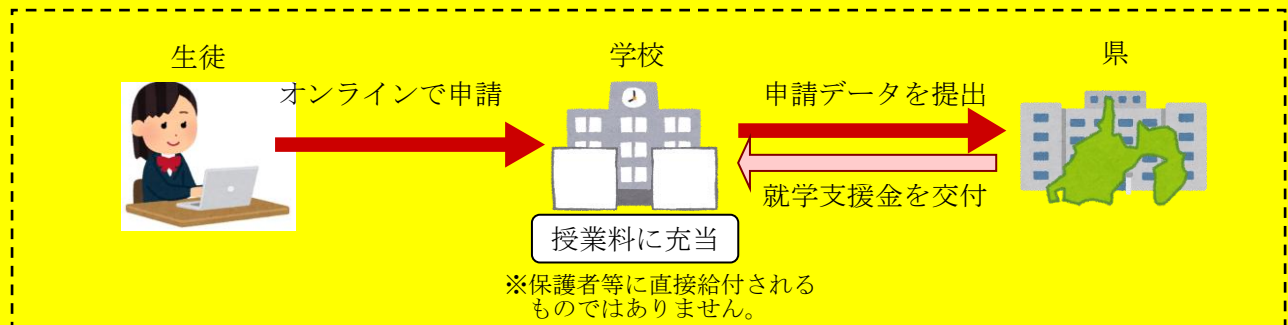 生徒
学校
県
オンラインで申請
申請データを提出
就学支援金を交付
授業料に充当
※保護者等に直接給付される
ものではありません。